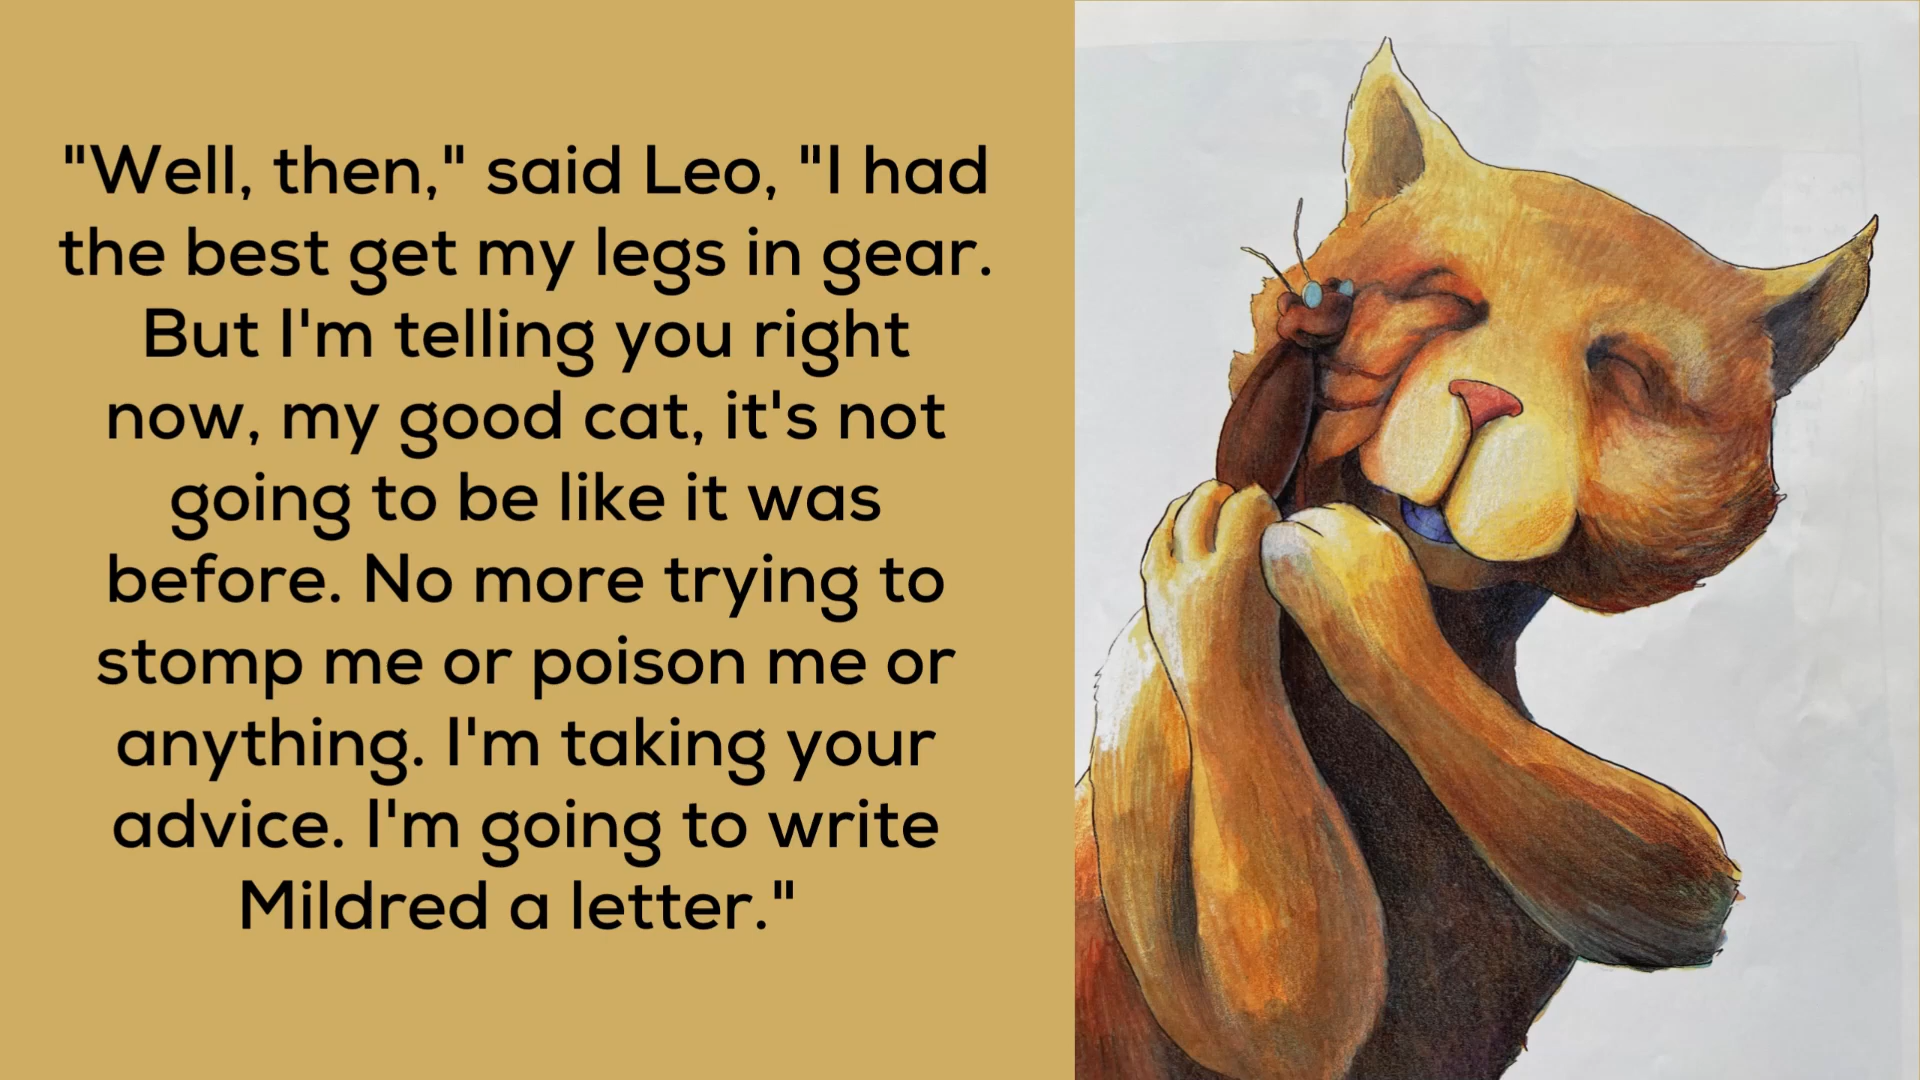 "Well, then," said Leo, "I had
the best get my legs in gear.
But I'm telling you right
now, my good cat, it's not
going to be like it was
before. No more trying to
stomp me or poison me or
anything. I'm taking your
advice. I'm going to write
Mildred a letter."